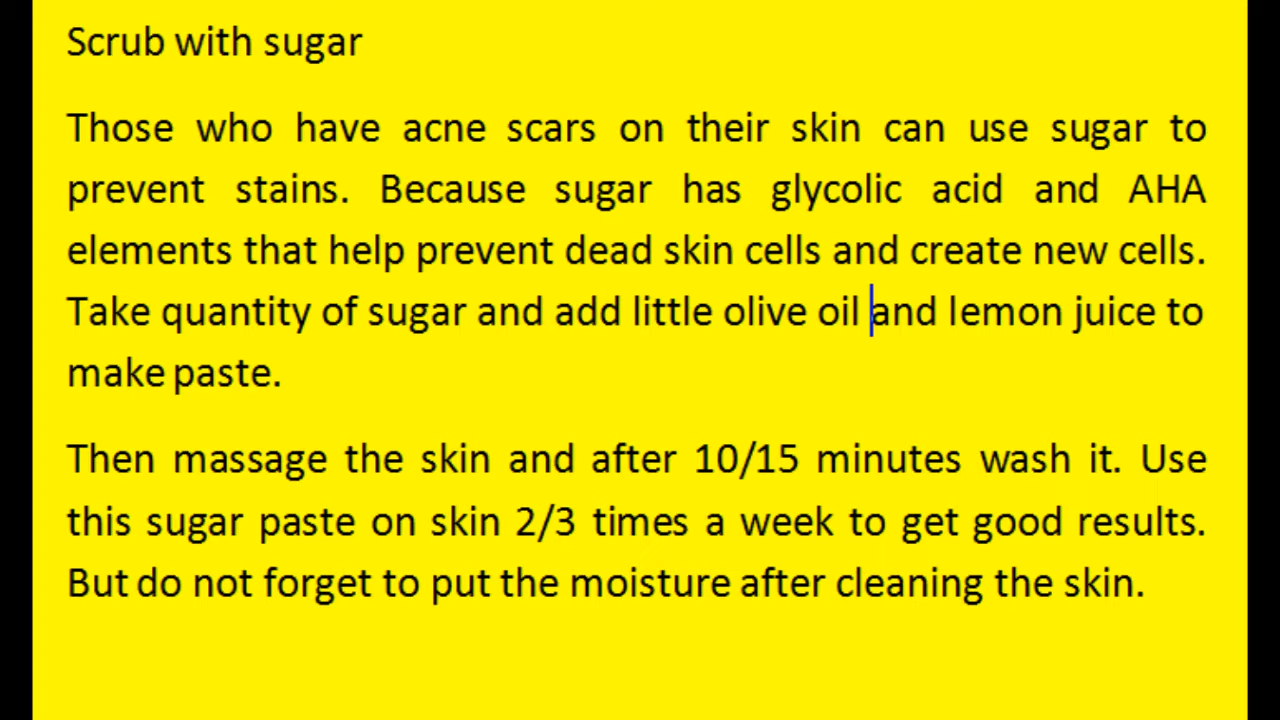 Scrub with sugar
Those who have acne scars on their skin can use sugar to
prevent stains. Because sugar has glycolic acid and AHA
elements that help prevent dead skin cells and create new cells.
Take quantity of sugar and add little olive oil and lemon juice to
make paste.
Then massage the skin and after 10/15 minutes wash it. Use
this sugar paste on skin 2/3 times a week to get good results.
But do not forget to put the moisture after cleaning the skin.